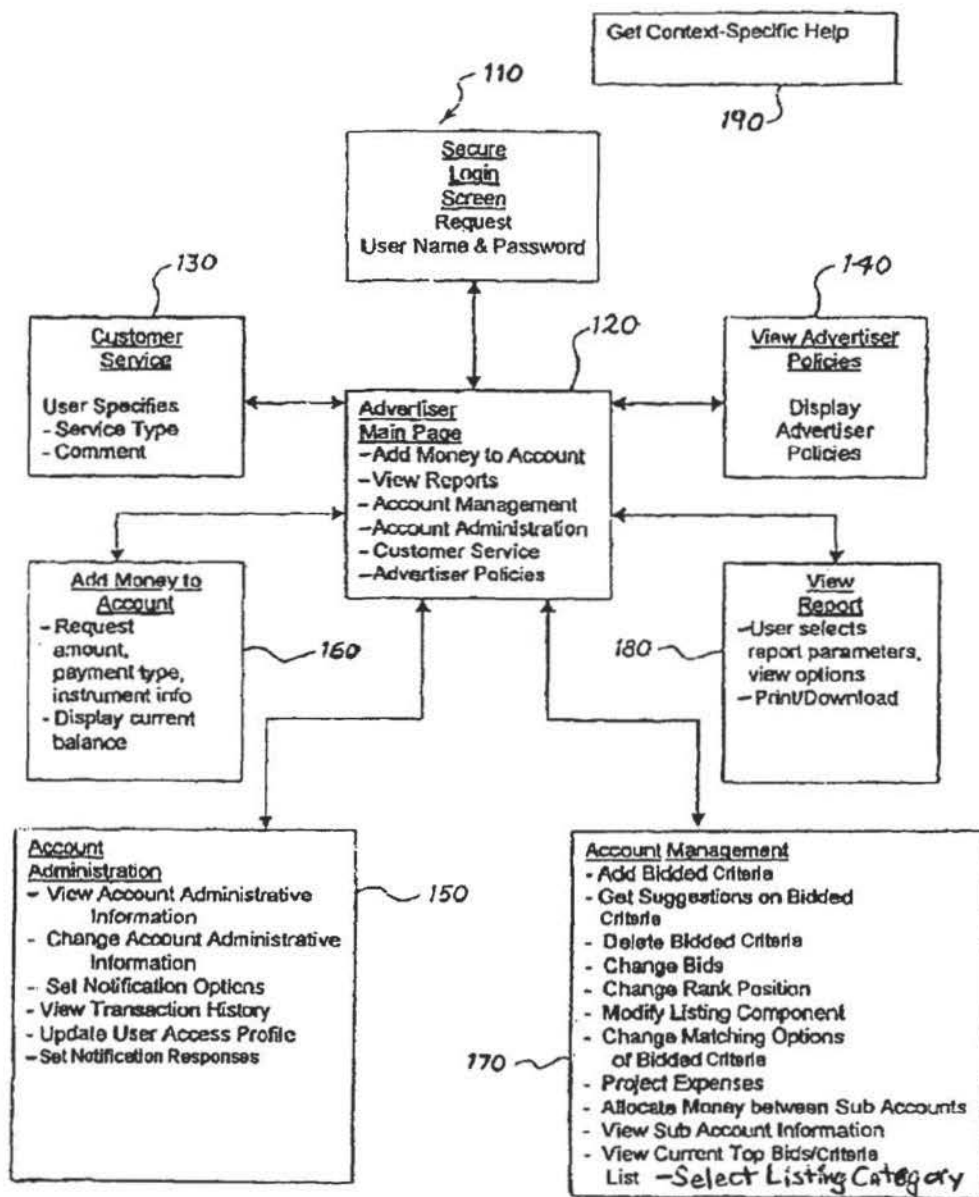 Get Context-Specific Help
190
110
Secure
Login
Screen
Request
User Name & Password
130
Customer
Service
User Specifies
- Service Type
- Comment
120
Advertiser
Main Page
-Add Money to Account
-View Reports
-Account Management
-Account Administration
-Customer Service
-Advertiser Policies
140
View Advertiser
Policies
Display
Advertiser
Policies
Add Money to
Account
- Request
amount,
payment type,
instrument info
- Display current
balance
160
View
Report
-User selects
report parameters,
view options
-Print/Download
180
Account
Administration
- View Account Administrative
Information
- Change Account Administrative
Information
- Set Notification Options
- View Transaction History
- Update User Access Profile
-Set Notification Responses
150
Account Management
- Add Bidded Criteria
- Get Suggestions on Bidded
Criteria
- Delete Bidded Criteria
- Change Bids
- Change Rank Position
- Modify Listing Component
- Change Matching Options
of Bidded Criteria
- Project Expenses
- Allocate Money between Sub Accounts
- View Sub Account Information
- View Current Top Bids/Criteria
List -Select Listing Category
170